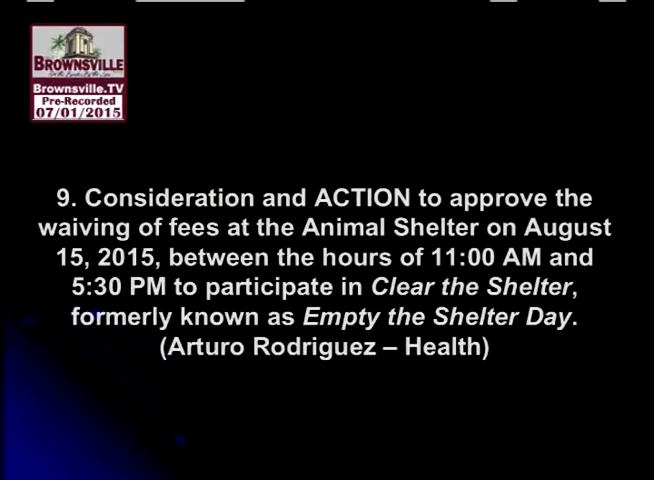 BROWNSVILLE
Brownsville.TV
Pre-Recorded
07/01/2015
9. Consideration and ACTION to approve the
waiving of fees at the Animal Shelter on August
15, 2015, between the hours of 11:00 AM and
5:30 PM to participate in Clear the Shelter,
formerly known as Empty the Shelter Day.
(Arturo Rodriguez – Health)